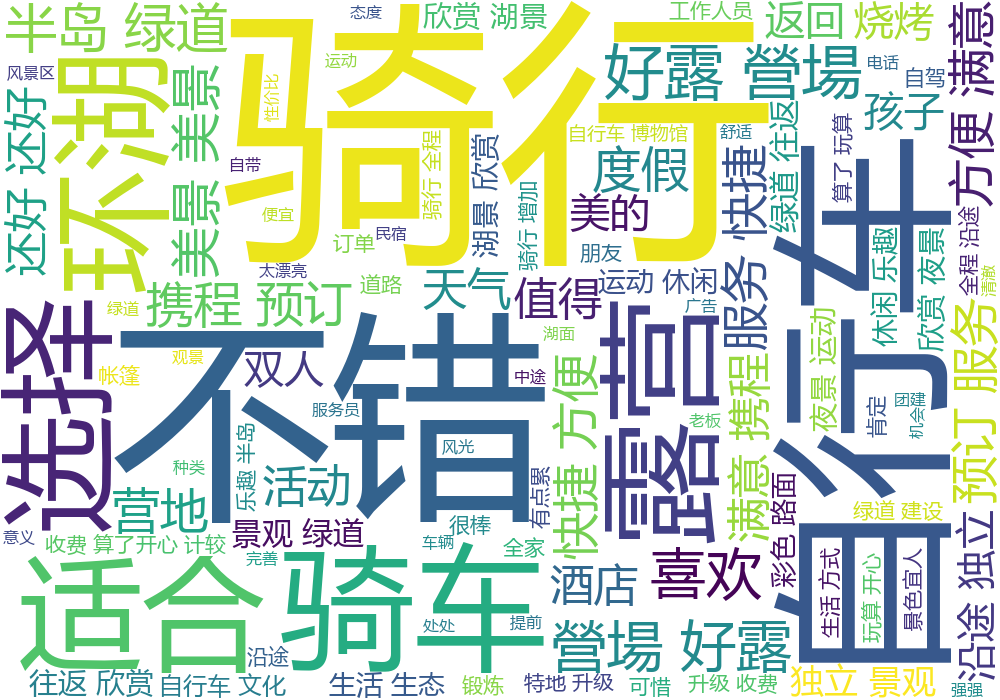 半岛 绿道
态度
欣赏 湖景
工作人员
返回 烧烤
满意
骑行
好露 營場
电话
自驾
风景区
运动
性价比
环湖
美景 美景
还好 还好
孩子
自行车 博物馆
舒适
绿道 往返
算了 玩算
方便
骑行 全程
湖景 欣赏
自带
便宜
度假
快捷
美的
骑行 增加
自行车
订单
民宿
朋友
太漂亮
携程 预订
道路
天气
值得
运动 休闲
服务
休闲 乐趣
欣赏 夜景
全程 沿途
清澈
绿道
广告
选择
不错
露营
湖面
观景
双人
中途
夜景 运动
预订 服务
帐篷
服务员
快捷 方便
满意 携程
肯定
团建
机会
老板
乐趣 半岛
风光
种类
活动
有点累
营地
路面
彩色
意义
景观 绿道
很棒
绿道 建设
收费 算了
开心 计较
车辆
全家
完善
适合
骑车
酒店
喜欢
生活 方式
玩算 开心
景色宜人
沿途 独立
处处
提前
營場 好露
沿途
往返 欣赏
自行车 文化
生活 生态
锻炼
特地 升级
可惜
升级 收费
独立 景观
强强